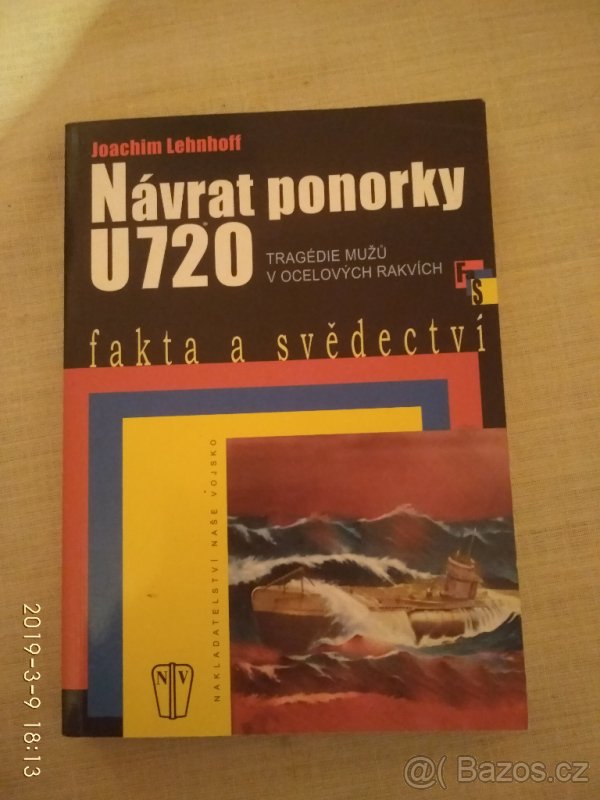 Joachim Lehnhoff
Návrat ponorky
U720
TRAGÉDIE MUŽŮ
V OCELOVÝCH RAKVÍCH
F S
fakta a svědectví
NAKLADATELSTVÍ NAŠE VOJSKO
N V
2019-3-9 18:13
@( Bazos.cz